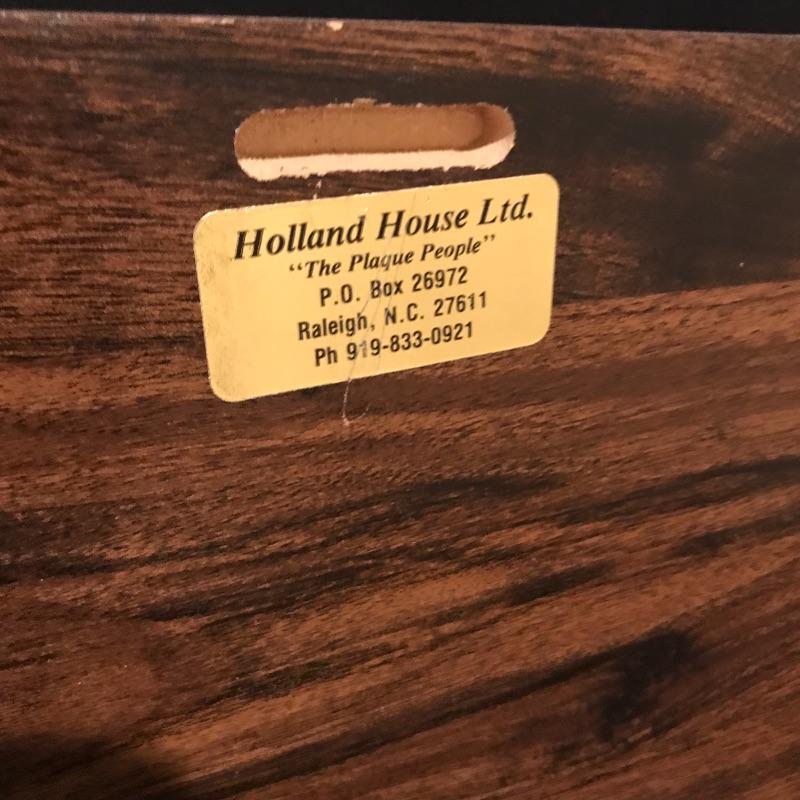 Holland House Ltd.
“The Plaque People”
P.O. Box 26972
Raleigh, N.C. 27611
Ph 919-833-0921